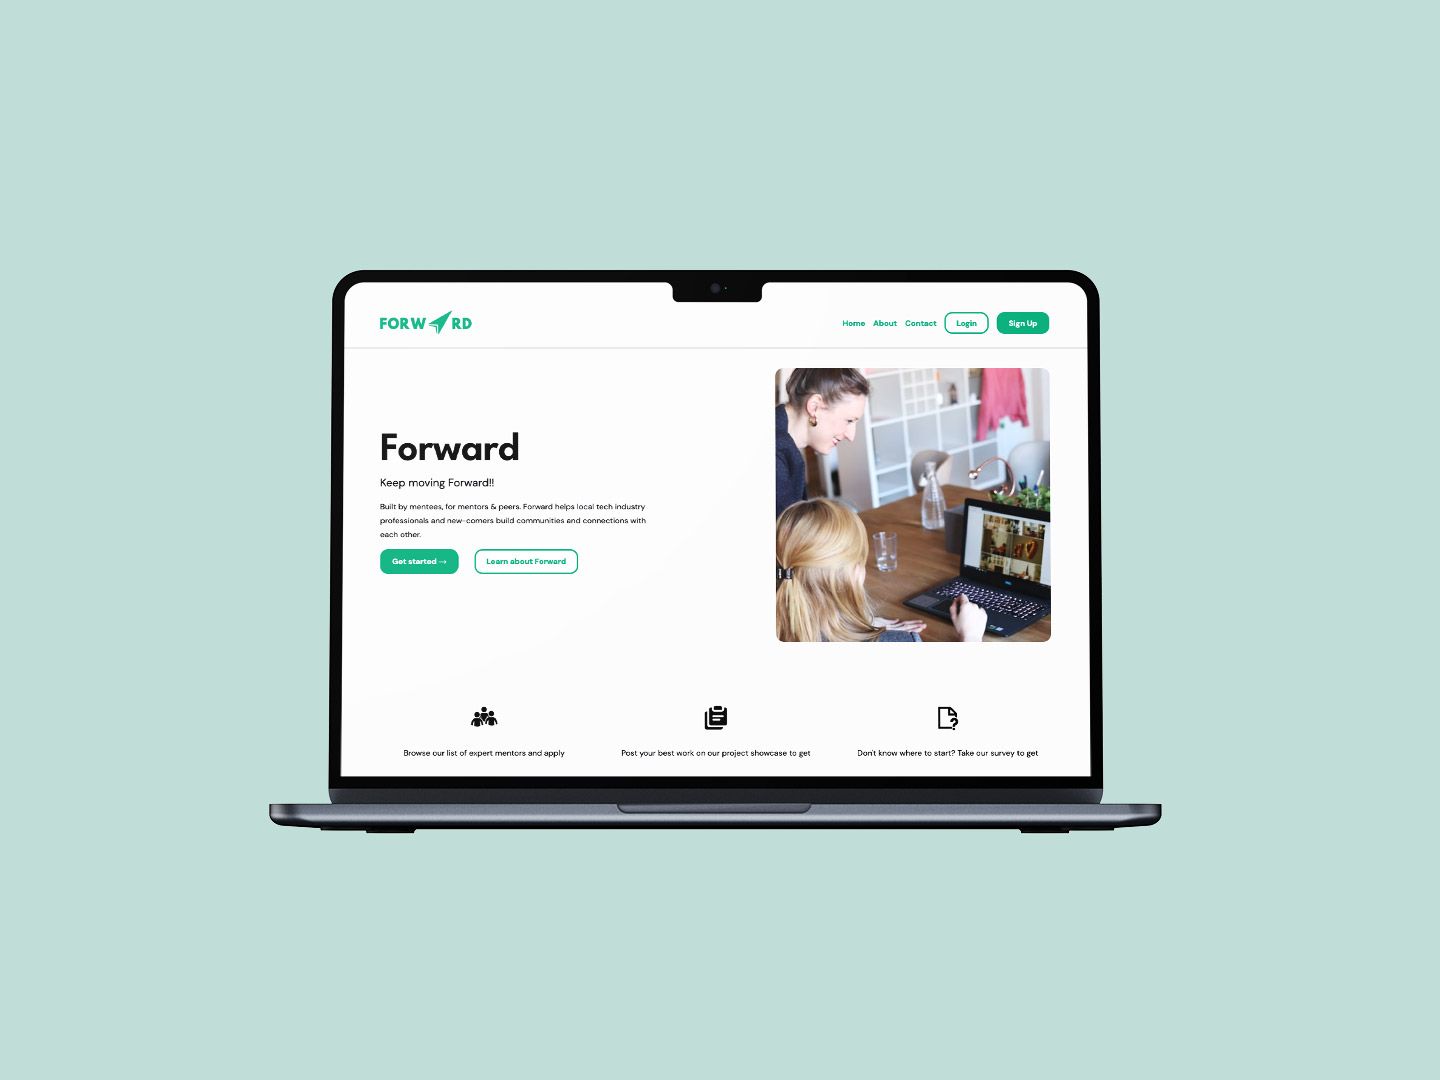 FORWARD
Home About Contact Login Sign Up
Forward
Keep moving Forward!!
Built by mentees, for mentors & peers. Forward helps local tech industry
professionals and new-comers build communities and connections with
each other.
Get started → Learn about Forward
Browse our list of expert mentors and apply
Post your best work on our project showcase to get
Don't know where to start? Take our survey to get